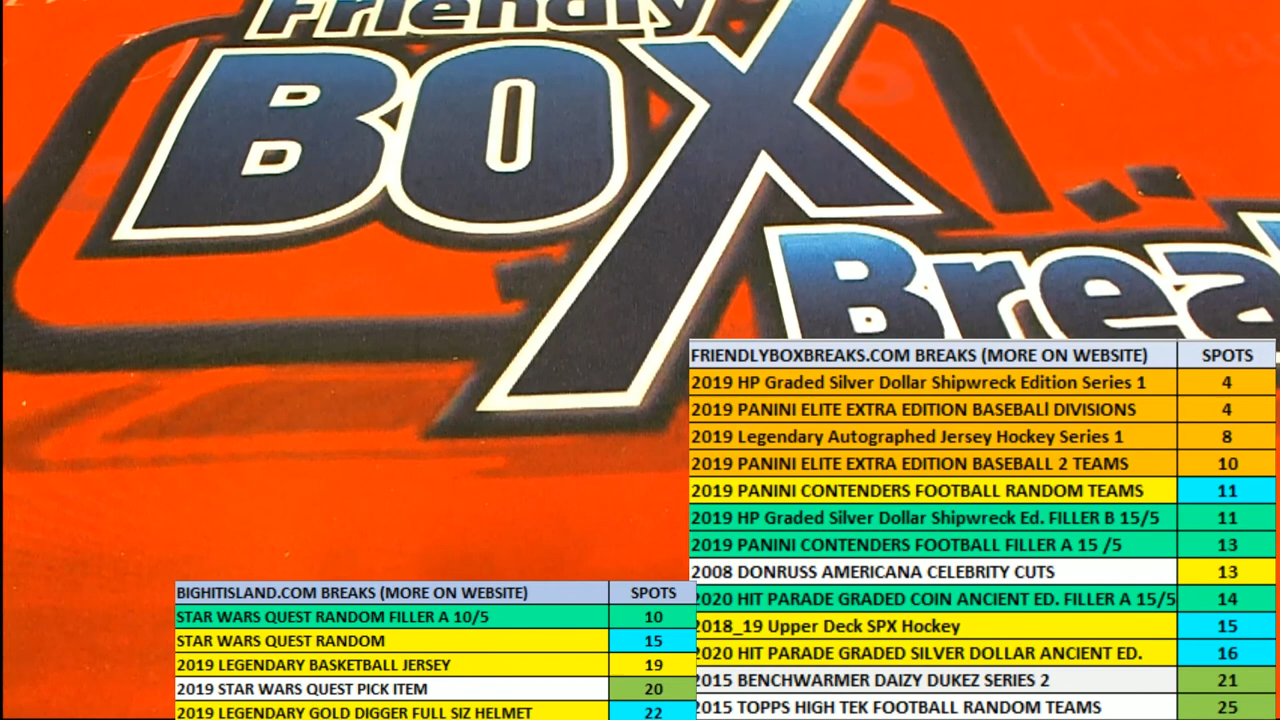 Friendly
BOX
Brea
FRIENDLYBOXBREAKS.COM BREAKS (MORE ON WEBSITE) SPOTS
2019 HP Graded Silver Dollar Shipwreck Edition Series 1 4
2019 PANINI ELITE EXTRA EDITION BASEBALl DIVISIONS 4
2019 Legendary Autographed Jersey Hockey Series 1 8
2019 PANINI ELITE EXTRA EDITION BASEBALL 2 TEAMS 10
2019 PANINI CONTENDERS FOOTBALL RANDOM TEAMS 11
2019 HP Graded Silver Dollar Shipwreck Ed. FILLER B 15/5 11
2019 PANINI CONTENDERS FOOTBALL FILLER A 15 /5 13
2008 DONRUSS AMERICANA CELEBRITY CUTS 13
2020 HIT PARADE GRADED COIN ANCIENT ED. FILLER A 15/5 14
2018_19 Upper Deck SPX Hockey 15
2020 HIT PARADE GRADED SILVER DOLLAR ANCIENT ED. 16
2015 BENCHWARMER DAIZY DUKEZ SERIES 2 21
2015 TOPPS HIGH TEK FOOTBALL RANDOM TEAMS 25
BIGHITISLAND.COM BREAKS (MORE ON WEBSITE) SPOTS
STAR WARS QUEST RANDOM FILLER A 10/5 10
STAR WARS QUEST RANDOM 15
2019 LEGENDARY BASKETBALL JERSEY 19
2019 STAR WARS QUEST PICK ITEM 20
2019 LEGENDARY GOLD DIGGER FULL SIZ HELMET 22